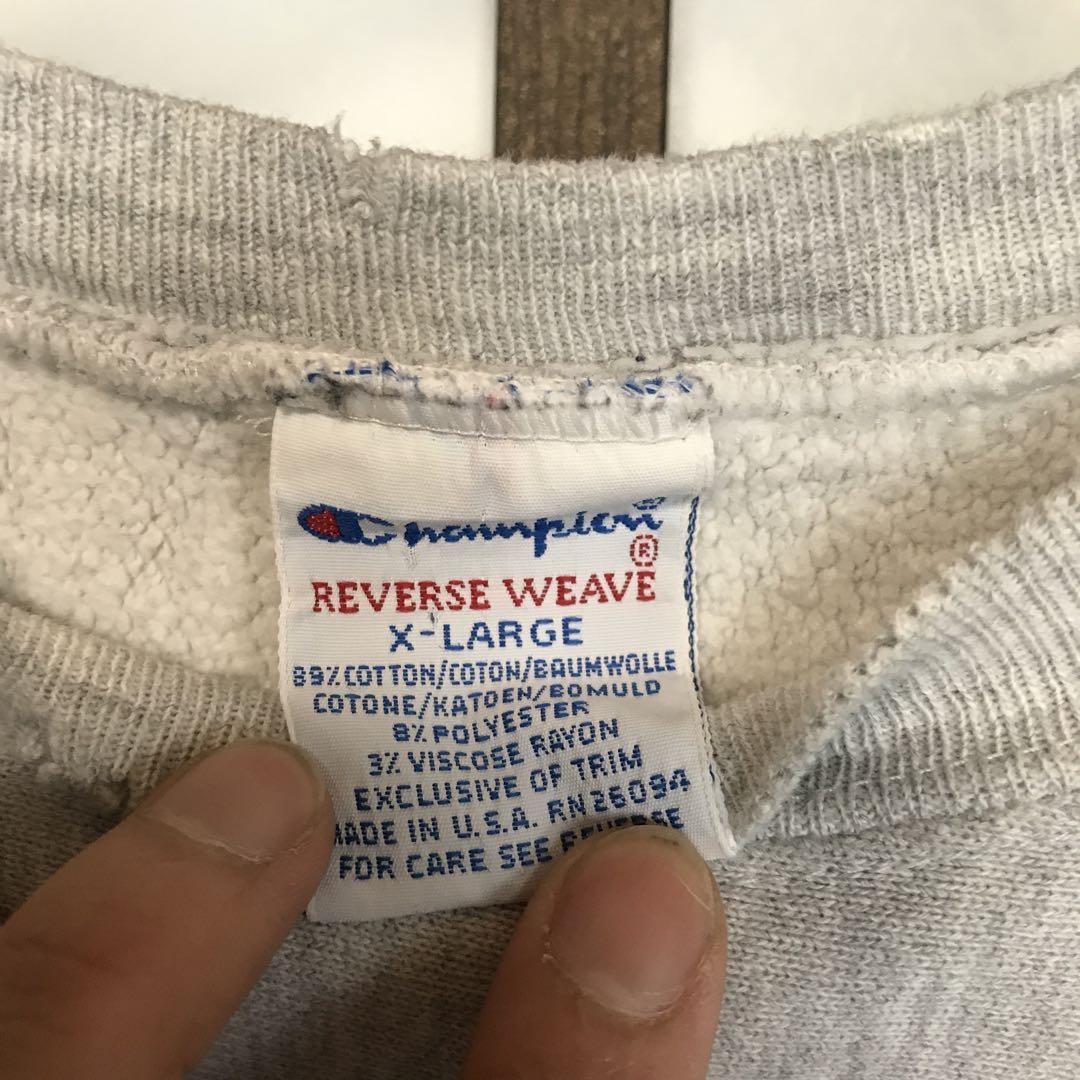 Champion®
REVERSE WEAVE®
X-LARGE
89% COTTON/COTON/BAUMWOLLE
COTONE/KATOEN/BOMULD
8% POLYESTER
3% VISCOSE RAYON
EXCLUSIVE OF TRIM
MADE IN U.S.A. RN26094
FOR CARE SEE REVERSE